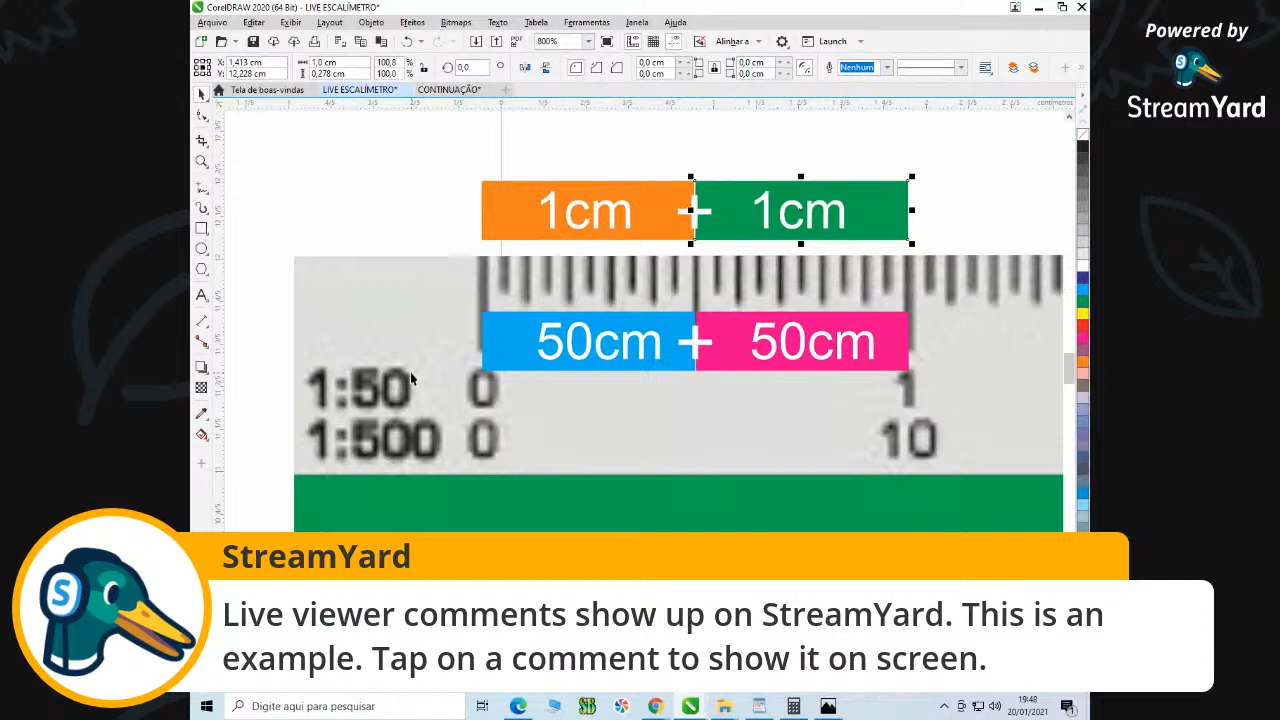 CorelDRAW 2020 (64 Bit) - LIVE ESCALÍMETRO*
Powered by
StreamYard
Arquivo Editar Exibir Layout Objeto Efeitos Bitmaps Texto Tabela Ferramentas Janela Ajuda
PDF 800% Alinhar a Launch
X: 1,413 cm 1,0 cm 100,0 % 0,0 ° 0,0 cm 0,0 cm Nenhum
Y: 12,228 cm 0,278 cm 100,0 % 0,0 cm 0,0 cm
Tela de boas-vindas LIVE ESCALÍMETRO* CONTINUAÇÃO*
centímetros
1cm + 1cm
50cm + 50cm
1:50 0 1
1:500 0 10
StreamYard
Live viewer comments show up on StreamYard. This is an
example. Tap on a comment to show it on screen.
Digite aqui para pesquisar
19:48
20/01/2021